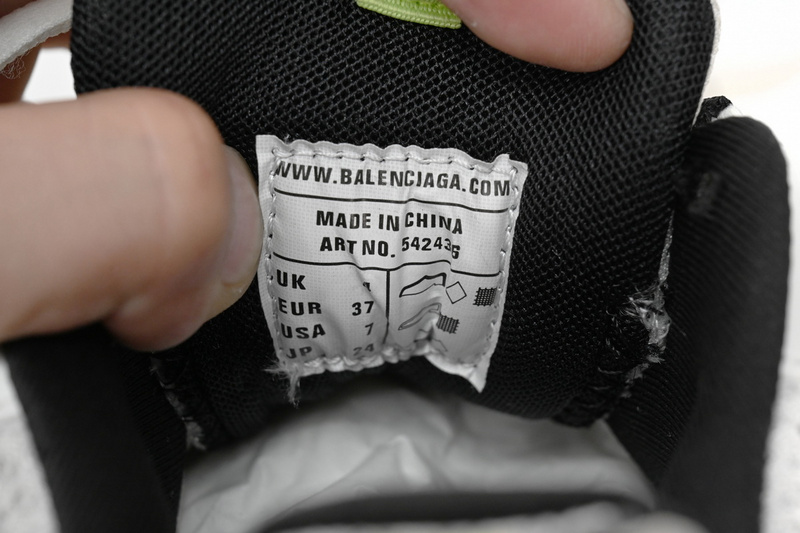 WWW.BALENCIAGA.COM
MADE IN CHINA
ART NO. 542436
UK
EUR 37
USA 7
JP 24